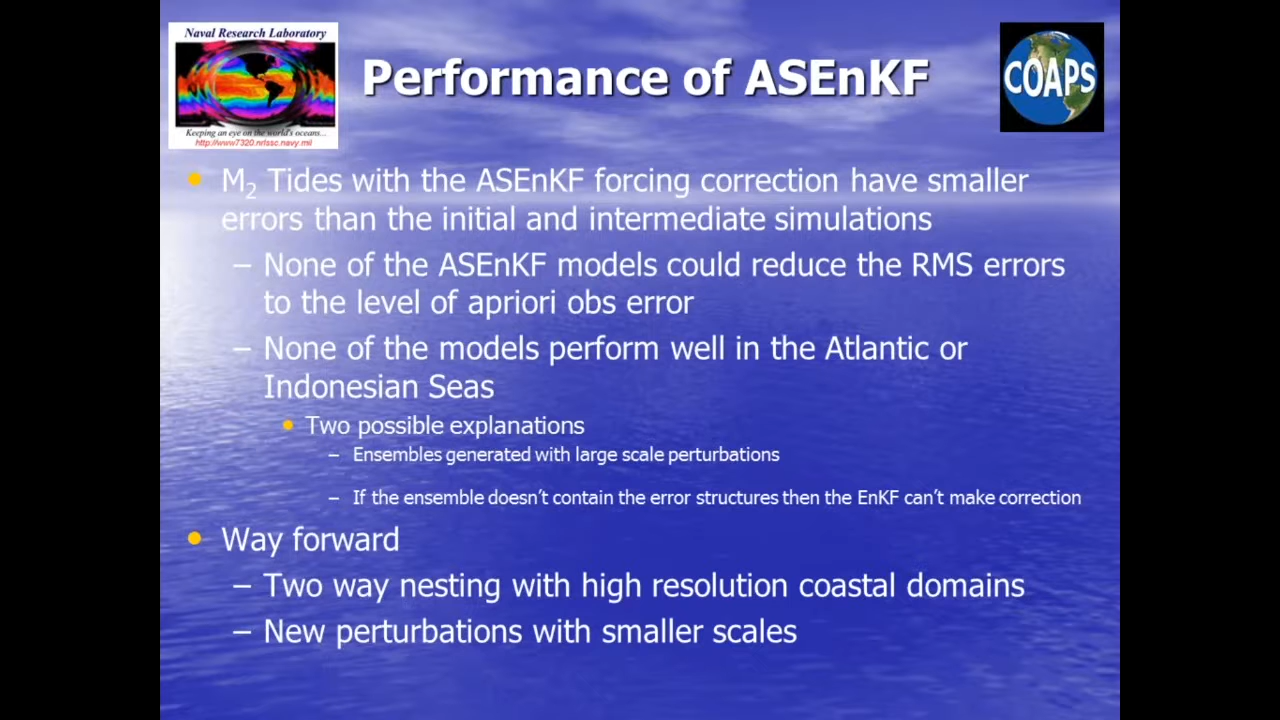 Naval Research Laboratory
Keeping an eye on the world's oceans...
http://www7320.nrlssc.navy.mil
Performance of ASEnKF
COAPS
• M2 Tides with the ASEnKF forcing correction have smaller
errors than the initial and intermediate simulations
– None of the ASEnKF models could reduce the RMS errors
to the level of apriori obs error
– None of the models perform well in the Atlantic or
Indonesian Seas
• Two possible explanations
– Ensembles generated with large scale perturbations
– If the ensemble doesn't contain the error structures then the EnKF can't make correction
• Way forward
– Two way nesting with high resolution coastal domains
– New perturbations with smaller scales